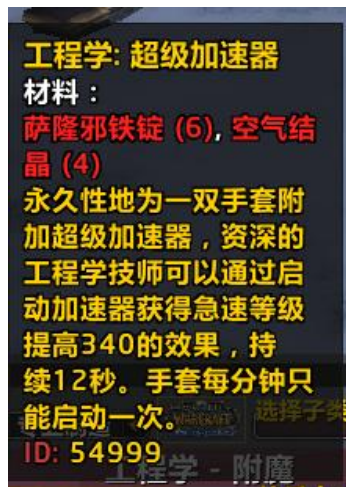 工程学: 超级加速器
材料：
萨隆邪铁锭 (6), 空气结
晶 (4)
永久性地为一双手套附
加超级加速器，资深的
工程学技师可以通过启
动加速器获得急速等级
提高340的效果，持
续12秒。手套每分钟只
能启动一次。
选择子类
ID: 54999
工程学 - 附魔